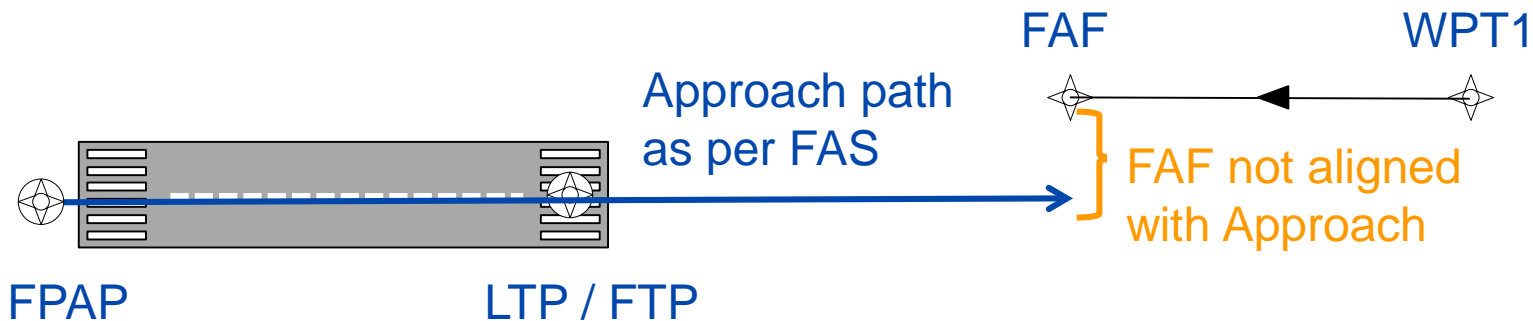 FAF
WPT1
Approach path
as per FAS
FAF not aligned
with Approach
FPAP
LTP / FTP